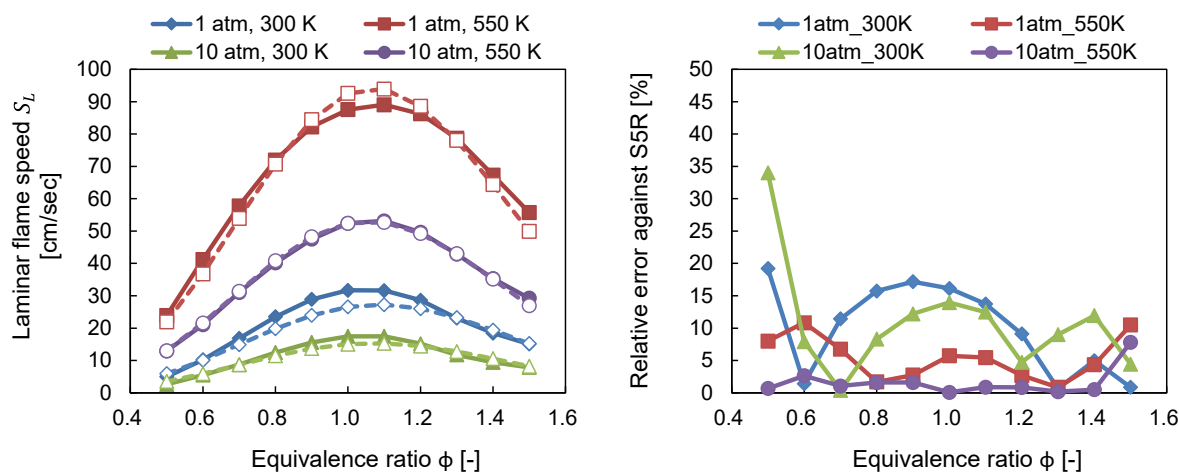 1 atm, 300 K
1 atm, 550 K
10 atm, 300 K
10 atm, 550 K
100
90
80
70
60
50
40
30
20
10
0
0.4
0.6
0.8
1.0
1.2
1.4
1.6
Laminar flame speed S_L
[cm/sec]
Equivalence ratio ϕ [-]
1atm_300K
1atm_550K
10atm_300K
10atm_550K
50
45
40
35
30
25
20
15
10
5
0
0.4
0.6
0.8
1.0
1.2
1.4
1.6
Relative error against S5R [%]
Equivalence ratio ϕ [-]